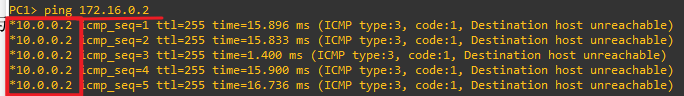 PC1> ping 172.16.0.2
*10.0.0.2 icmp_seq=1 ttl=255 time=15.896 ms (ICMP type:3, code:1, Destination host unreachable)
*10.0.0.2 icmp_seq=2 ttl=255 time=15.833 ms (ICMP type:3, code:1, Destination host unreachable)
*10.0.0.2 icmp_seq=3 ttl=255 time=1.400 ms (ICMP type:3, code:1, Destination host unreachable)
*10.0.0.2 icmp_seq=4 ttl=255 time=15.900 ms (ICMP type:3, code:1, Destination host unreachable)
*10.0.0.2 icmp_seq=5 ttl=255 time=16.736 ms (ICMP type:3, code:1, Destination host unreachable)